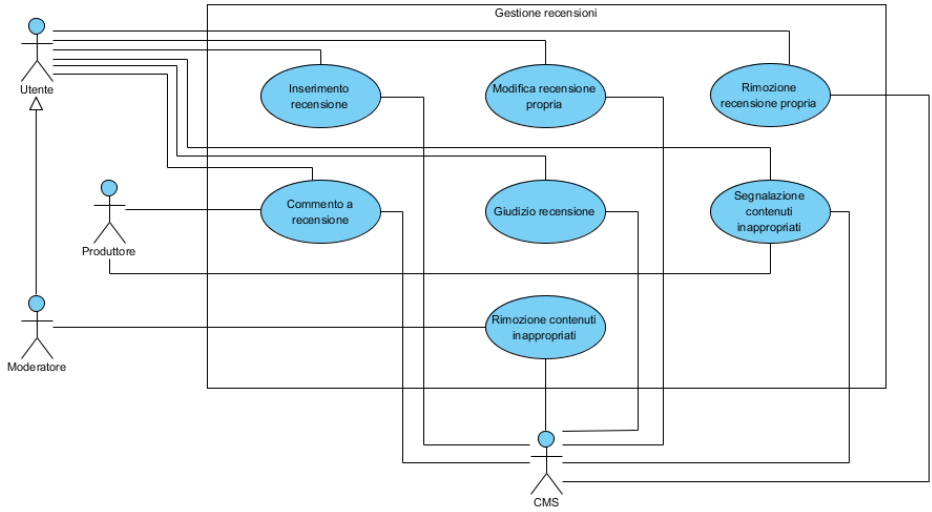 Gestione recensioni
Utente
Inserimento
recensione
Modifica recensione
propria
Rimozione
recensione propria
Produttore
Commento a
recensione
Giudizio recensione
Segnalazione
contenuti
inappropriati
Moderatore
Rimozione contenuti
inappropriati
CMS